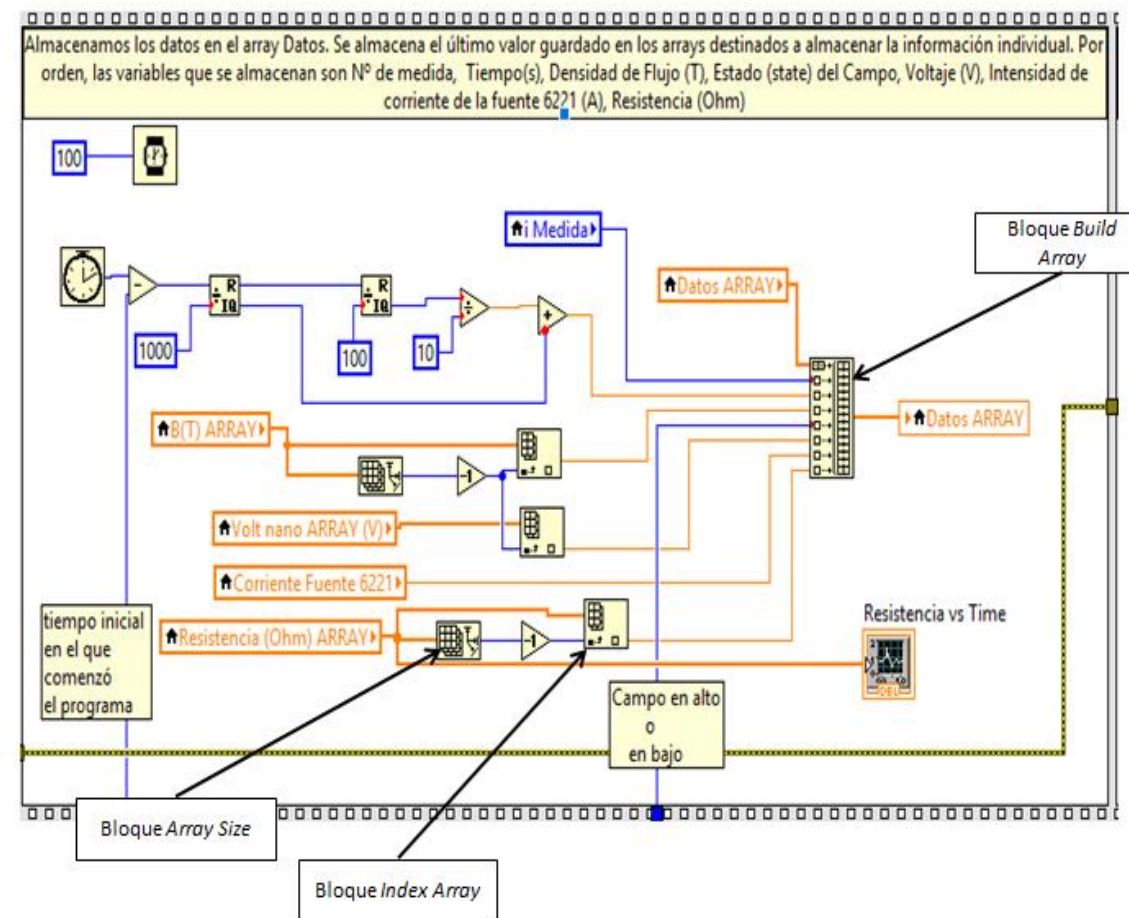 Almacenamos los datos en el array Datos. Se almacena el último valor guardado en los arrays destinados a almacenar la información individual. Por
orden, las variables que se almacenan son Nº de medida, Tiempo(s), Densidad de Flujo (T), Estado (state) del Campo, Voltaje (V), Intensidad de
corriente de la fuente 6221 (A), Resistencia (Ohm)
100
i Medida
Bloque Build
Array
Datos ARRAY
R
IQ
R
IQ
1000
100
10
B(T) ARRAY
Datos ARRAY
-1
Volt nano ARRAY (V)
Corriente Fuente 6221
tiempo inicial
en el que
comenzó
el programa
Resistencia (Ohm) ARRAY
-1
Resistencia vs Time
DBL
Campo en alto
o
en bajo
Bloque Array Size
Bloque Index Array